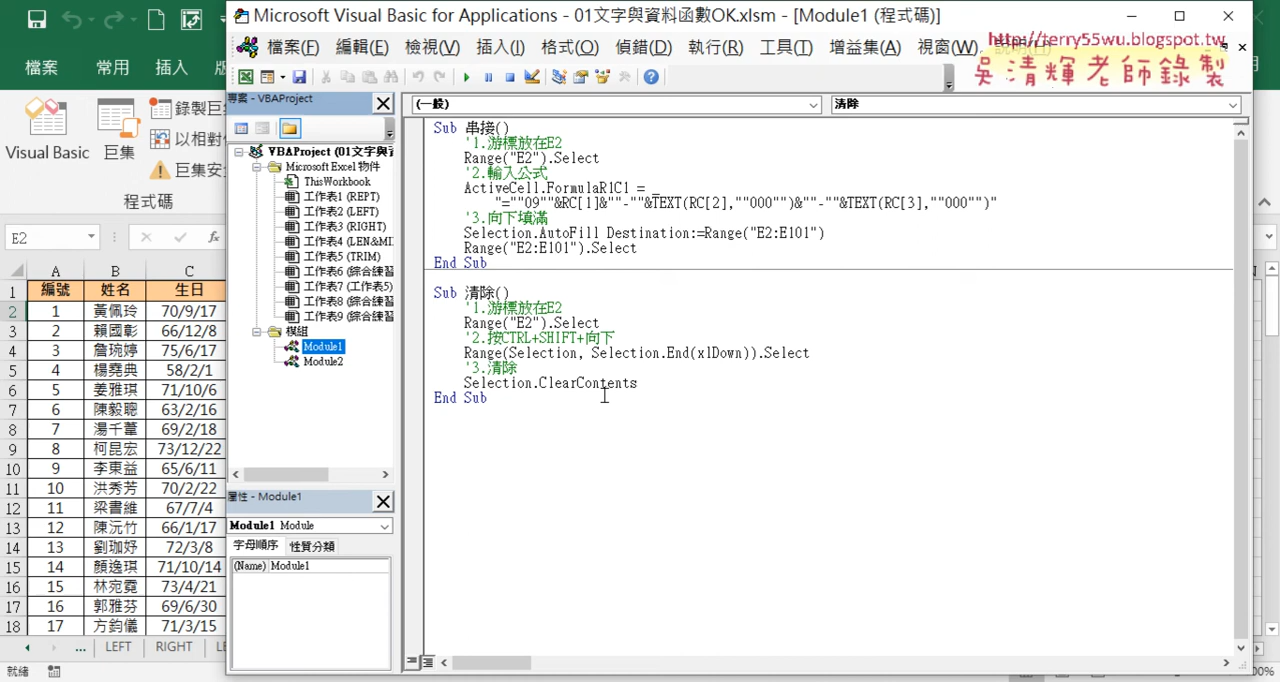 Microsoft Visual Basic for Applications - 01文字與資料函數OK.xlsm - [Module1 (程式碼)]
檔案(F) 編輯(E) 檢視(V) 插入(I) 格式(O) 偵錯(D) 執行(R) 工具(T) 增益集(A) 視窗(W)
http://terry55wu.blogspot.tw
吳清輝老師錄製
檔案 常用 插入
Visual Basic 巨集 錄製巨
以相對
巨集安
程式碼
E2 fx
A B C
1 編號 姓名 生日
2 1 黃佩玲 70/9/17
3 2 賴國彰 66/12/8
4 3 詹琬婷 75/6/17
5 4 楊堯典 58/2/1
6 5 姜雅琪 71/10/6
7 6 陳毅聰 63/2/16
8 7 湯千葦 69/2/18
9 8 柯昆宏 73/12/22
10 9 李東益 65/6/11
11 10 洪秀芳 70/2/22
12 11 梁書維 67/7/4
13 12 陳沅竹 66/1/17
14 13 劉珈妤 72/3/8
15 14 顏逸琪 71/10/14
16 15 林宛霓 73/4/21
17 16 郭雅芬 69/6/30
18 17 方鈞儀 71/3/15
... LEFT RIGHT
就緒
專案 - VBAProject
VBAProject (01文字與
Microsoft Excel 物件
ThisWorkbook
工作表1 (REPT)
工作表2 (LEFT)
工作表3 (RIGHT)
工作表4 (LEN&MI
工作表5 (TRIM)
工作表6 (綜合練習
工作表7 (工作表5)
工作表8 (綜合練習
工作表9 (綜合練習
模組
Module1
Module2
屬性 - Module1
Module1 Module
字母順序 性質分類
(Name) Module1
(一般) 清除
Sub 串接()
'1.游標放在E2
Range("E2").Select
'2.輸入公式
ActiveCell.FormulaR1C1 = _
"=""09""&RC[1]&""-""&TEXT(RC[2],""000"")&""-""&TEXT(RC[3],""000"")"
'3.向下填滿
Selection.AutoFill Destination:=Range("E2:E101")
Range("E2:E101").Select
End Sub
Sub 清除()
'1.游標放在E2
Range("E2").Select
'2.按CTRL+SHIFT+向下
Range(Selection, Selection.End(xlDown)).Select
'3.清除
Selection.ClearContents
End Sub